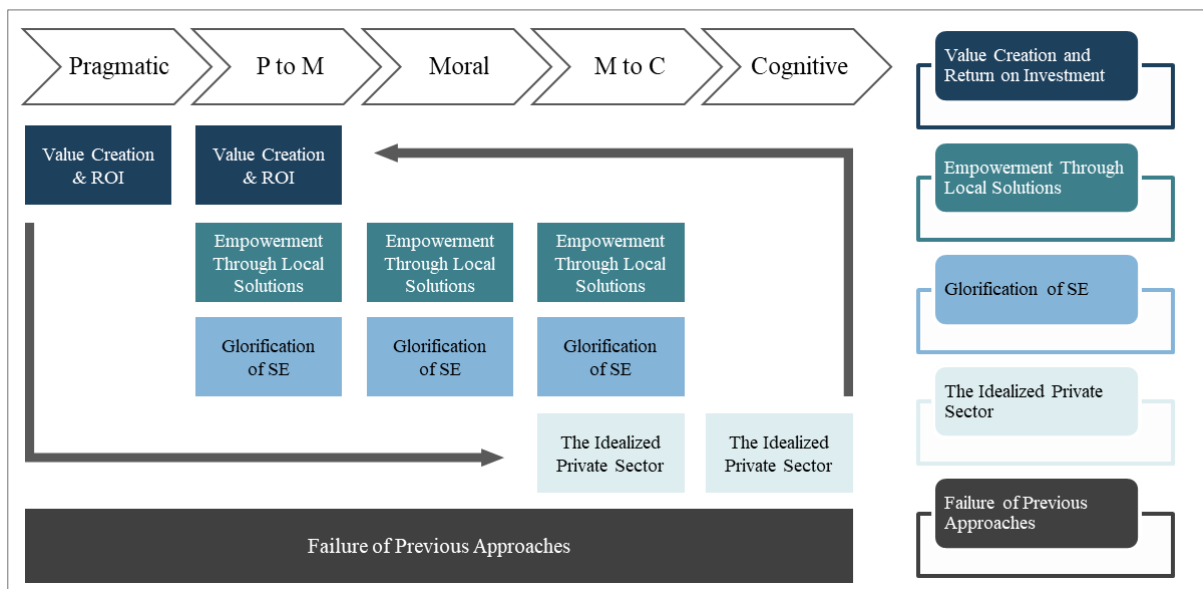 Pragmatic
P to M
Moral
M to C
Cognitive
Value Creation
& ROI
Value Creation
& ROI
Empowerment
Through Local
Solutions
Empowerment
Through Local
Solutions
Empowerment
Through Local
Solutions
Glorification
of SE
Glorification
of SE
Glorification
of SE
The Idealized
Private Sector
The Idealized
Private Sector
Failure of Previous Approaches
Value Creation and
Return on Investment
Empowerment Through
Local Solutions
Glorification of SE
The Idealized Private
Sector
Failure of Previous
Approaches